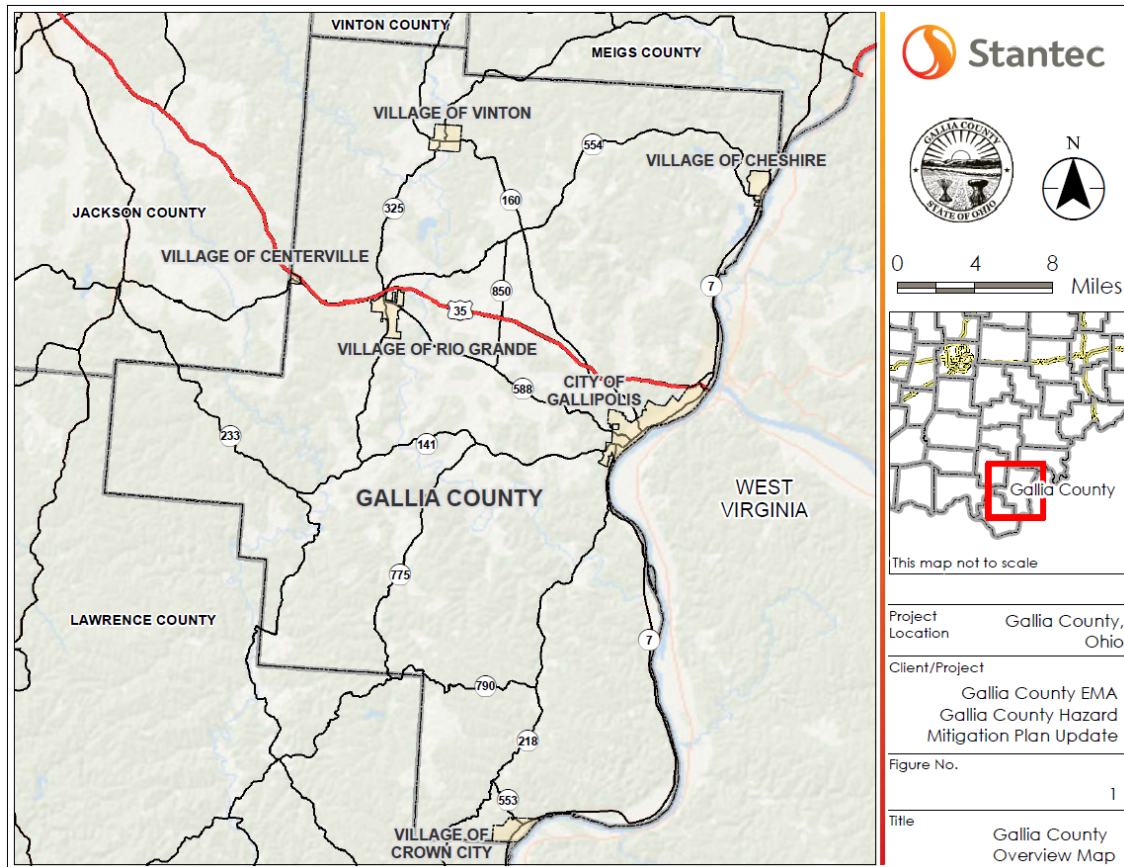 VINTON COUNTY
MEIGS COUNTY
VILLAGE OF VINTON
554
VILLAGE OF CHESHIRE
160
325
JACKSON COUNTY
VILLAGE OF CENTERVILLE
7
850
35
VILLAGE OF RIO GRANDE
CITY OF
GALLIPOLIS
588
233
141
GALLIA COUNTY
WEST
VIRGINIA
775
LAWRENCE COUNTY
7
790
218
553
VILLAGE OF
CROWN CITY
Stantec
GALLIA COUNTY
STATE OF OHIO
N
0 4 8
Miles
Gallia County
This map not to scale
Project
Location
Gallia County,
Ohio
Client/Project
Gallia County EMA
Gallia County Hazard
Mitigation Plan Update
Figure No.
1
Title
Gallia County
Overview Map